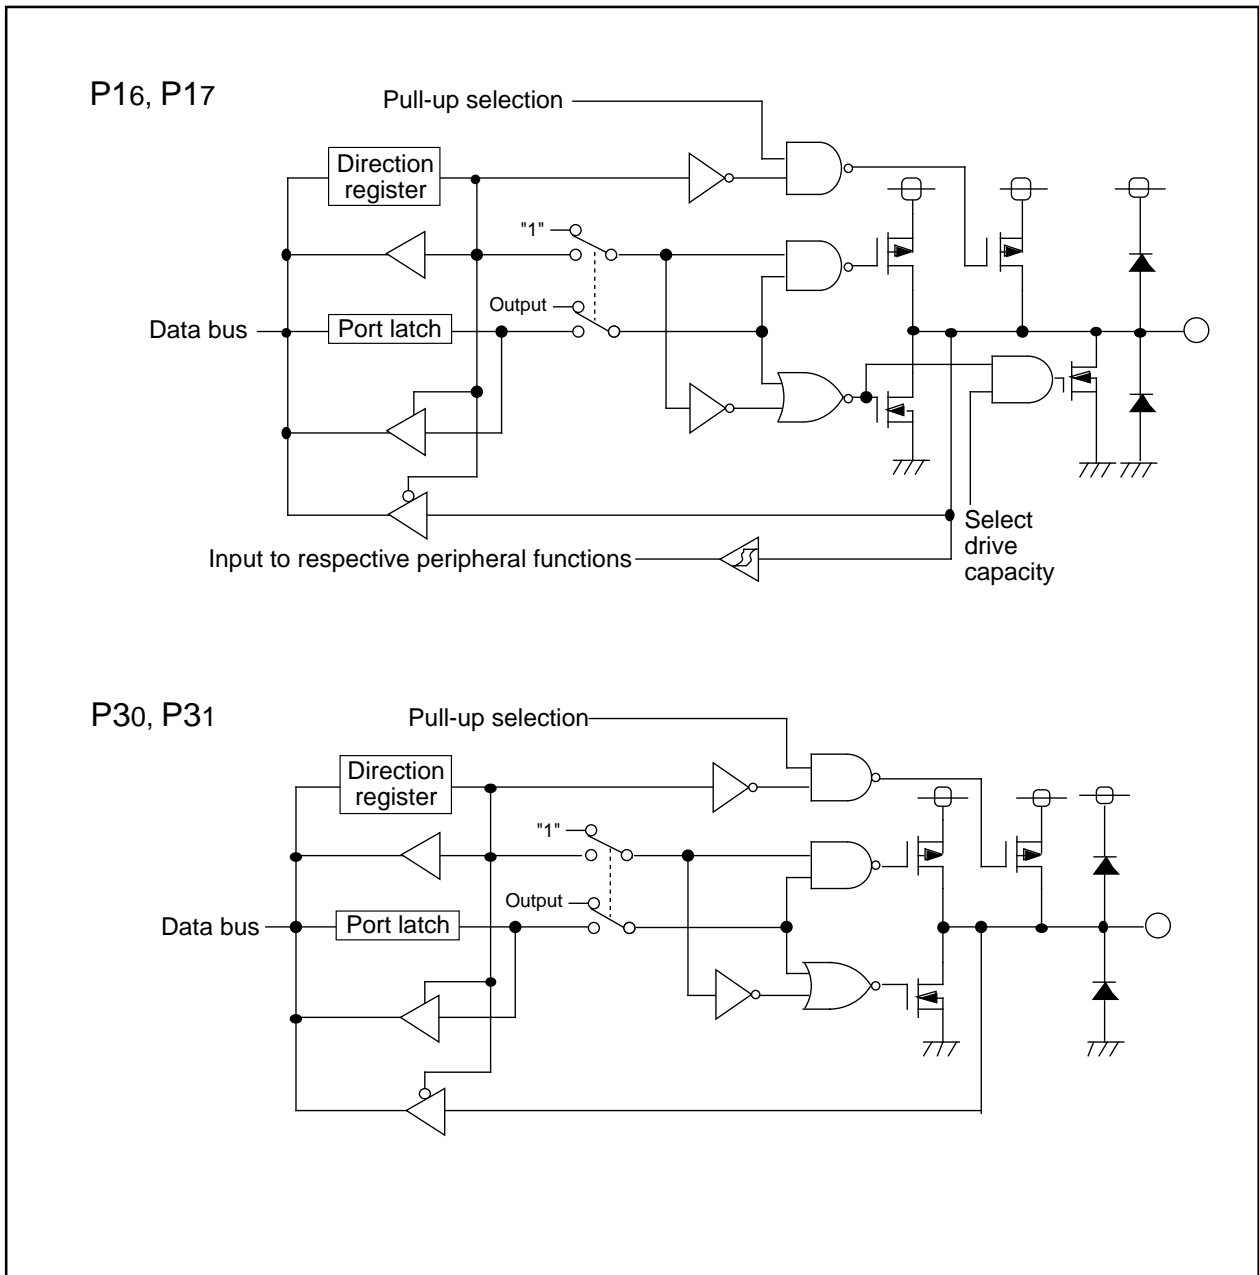 P16, P17
Pull-up selection
Direction
register
"1"
Output
Data bus
Port latch
Select
drive
capacity
Input to respective peripheral functions
P30, P31
Pull-up selection
Direction
register
"1"
Output
Data bus
Port latch